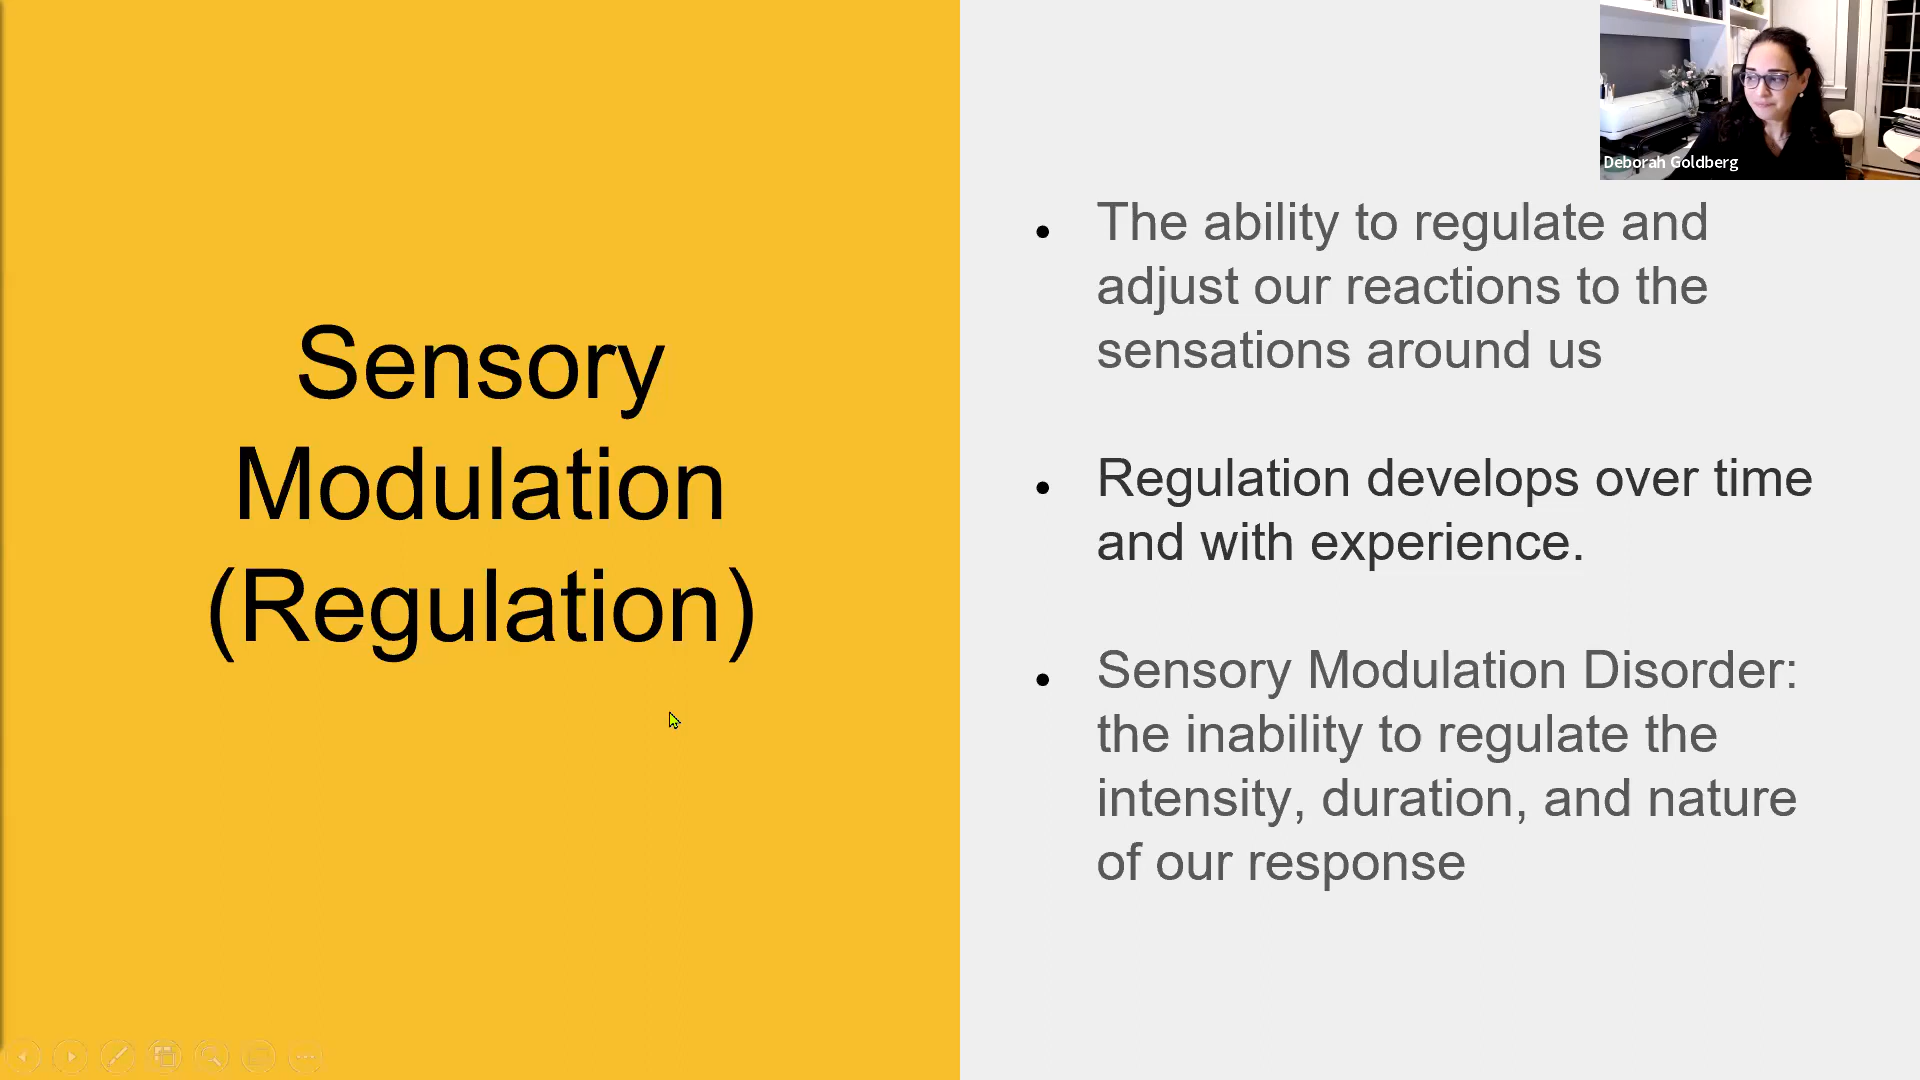 Sensory
Modulation
(Regulation)
Deborah Goldberg
• The ability to regulate and
adjust our reactions to the
sensations around us
• Regulation develops over time
and with experience.
• Sensory Modulation Disorder:
the inability to regulate the
intensity, duration, and nature
of our response